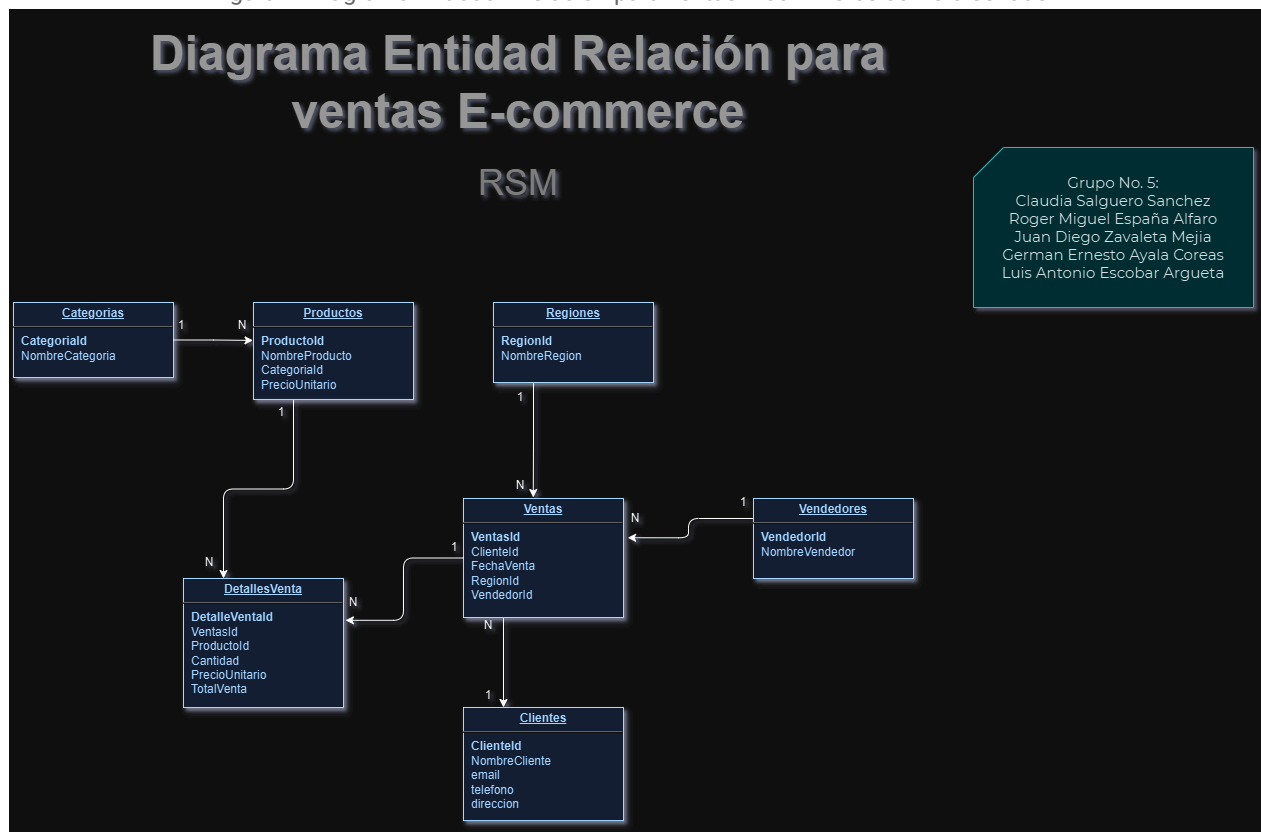 Diagrama Entidad Relación para
ventas E-commerce
RSM
Grupo No. 5:
Claudia Salguero Sanchez
Roger Miguel España Alfaro
Juan Diego Zavaleta Mejia
German Ernesto Ayala Coreas
Luis Antonio Escobar Argueta
Categorias
CategoriaId
NombreCategoria
1
N
Productos
ProductoId
NombreProducto
CategoriaId
PrecioUnitario
1
N
Regiones
RegionId
NombreRegion
1
N
Ventas
VentasId
ClienteId
FechaVenta
RegionId
VendedorId
N
1
Vendedores
VendedorId
NombreVendedor
1
N
DetallesVenta
DetalleVentaId
VentasId
ProductoId
Cantidad
PrecioUnitario
TotalVenta
N
1
Clientes
ClienteId
NombreCliente
email
telefono
direccion